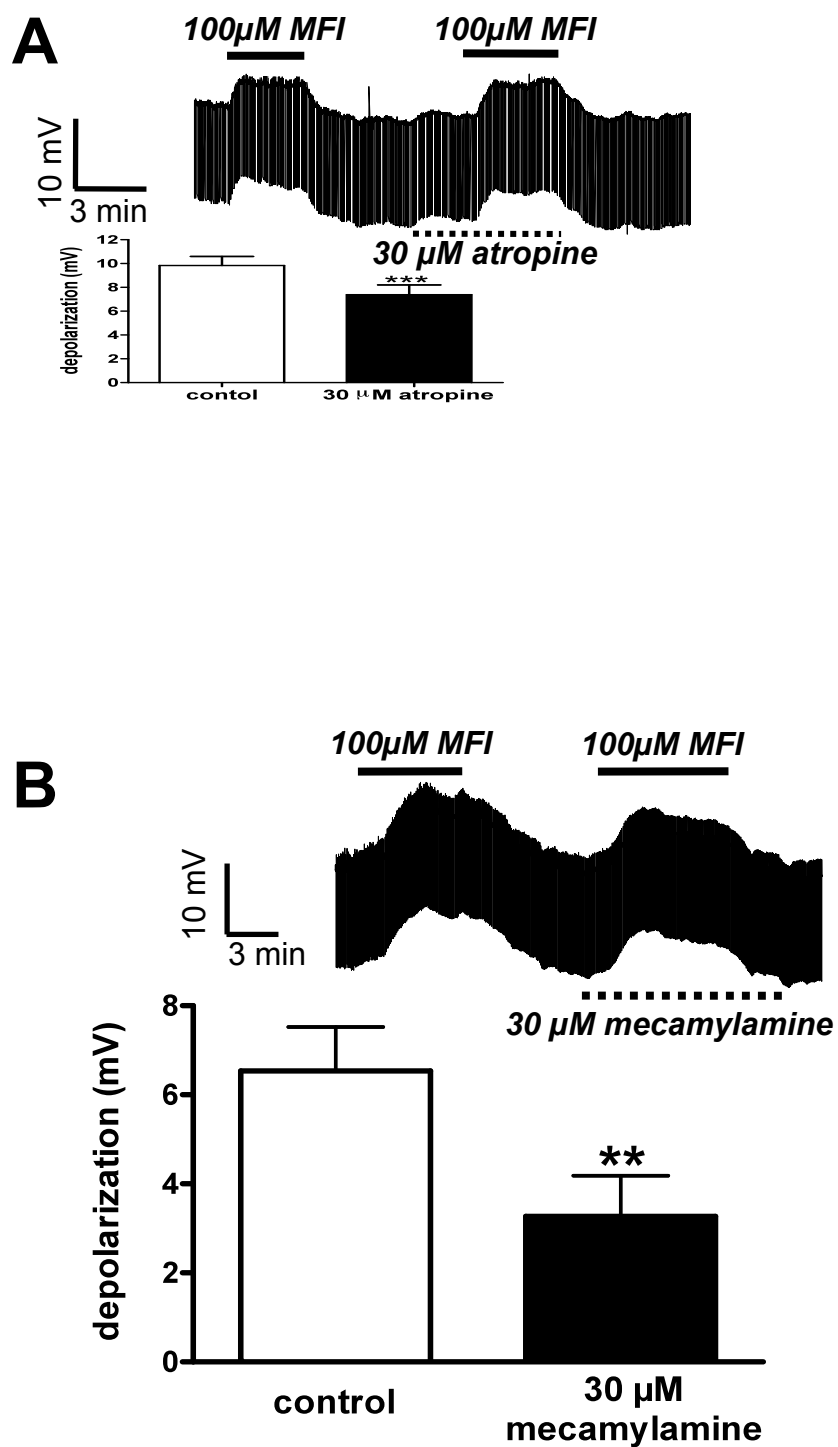 A
100µM MFI
100µM MFI
10 mV
3 min
30 µM atropine
depolarization (mV)
12
10
8
6
4
2
0
***
contol
30 µM atropine
B
100µM MFI
100µM MFI
10 mV
3 min
30 µM mecamylamine
depolarization (mV)
8
6
4
2
0
**
control
30 µM
mecamylamine